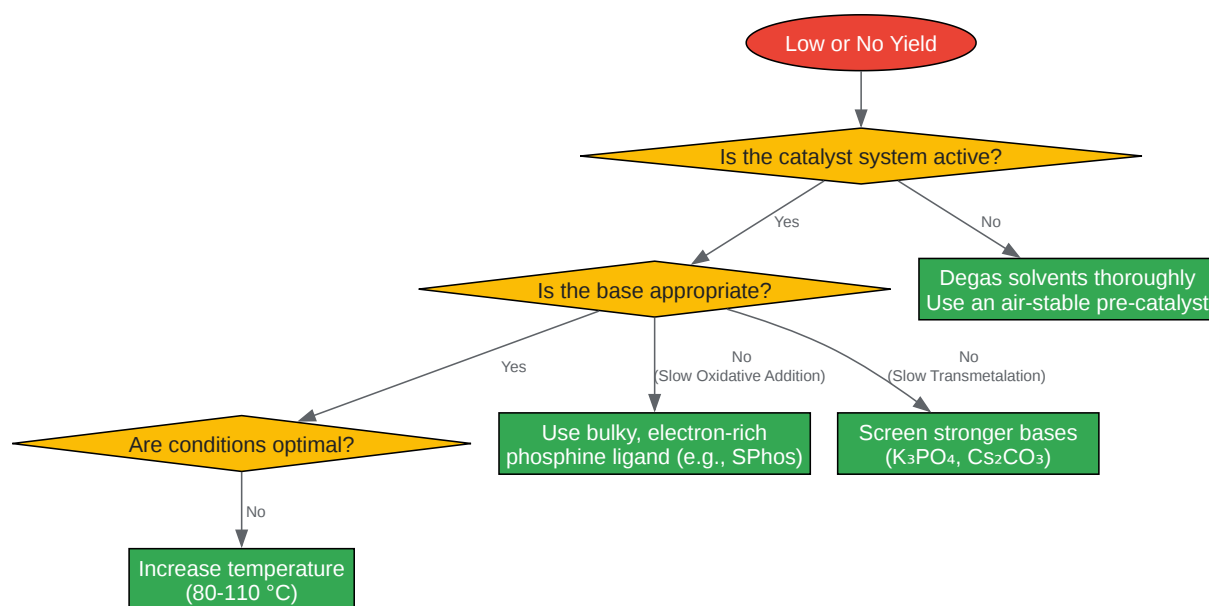 Low or No Yield
Is the catalyst system active?
Yes
No
Is the base appropriate?
Degas solvents thoroughly
Use an air-stable pre-catalyst
Yes
No
(Slow Oxidative Addition)
No
(Slow Transmetalation)
Are conditions optimal?
Use bulky, electron-rich
phosphine ligand (e.g., SPhos)
Screen stronger bases
(K₃PO₄, Cs₂CO₃)
No
Increase temperature
(80-110 °C)